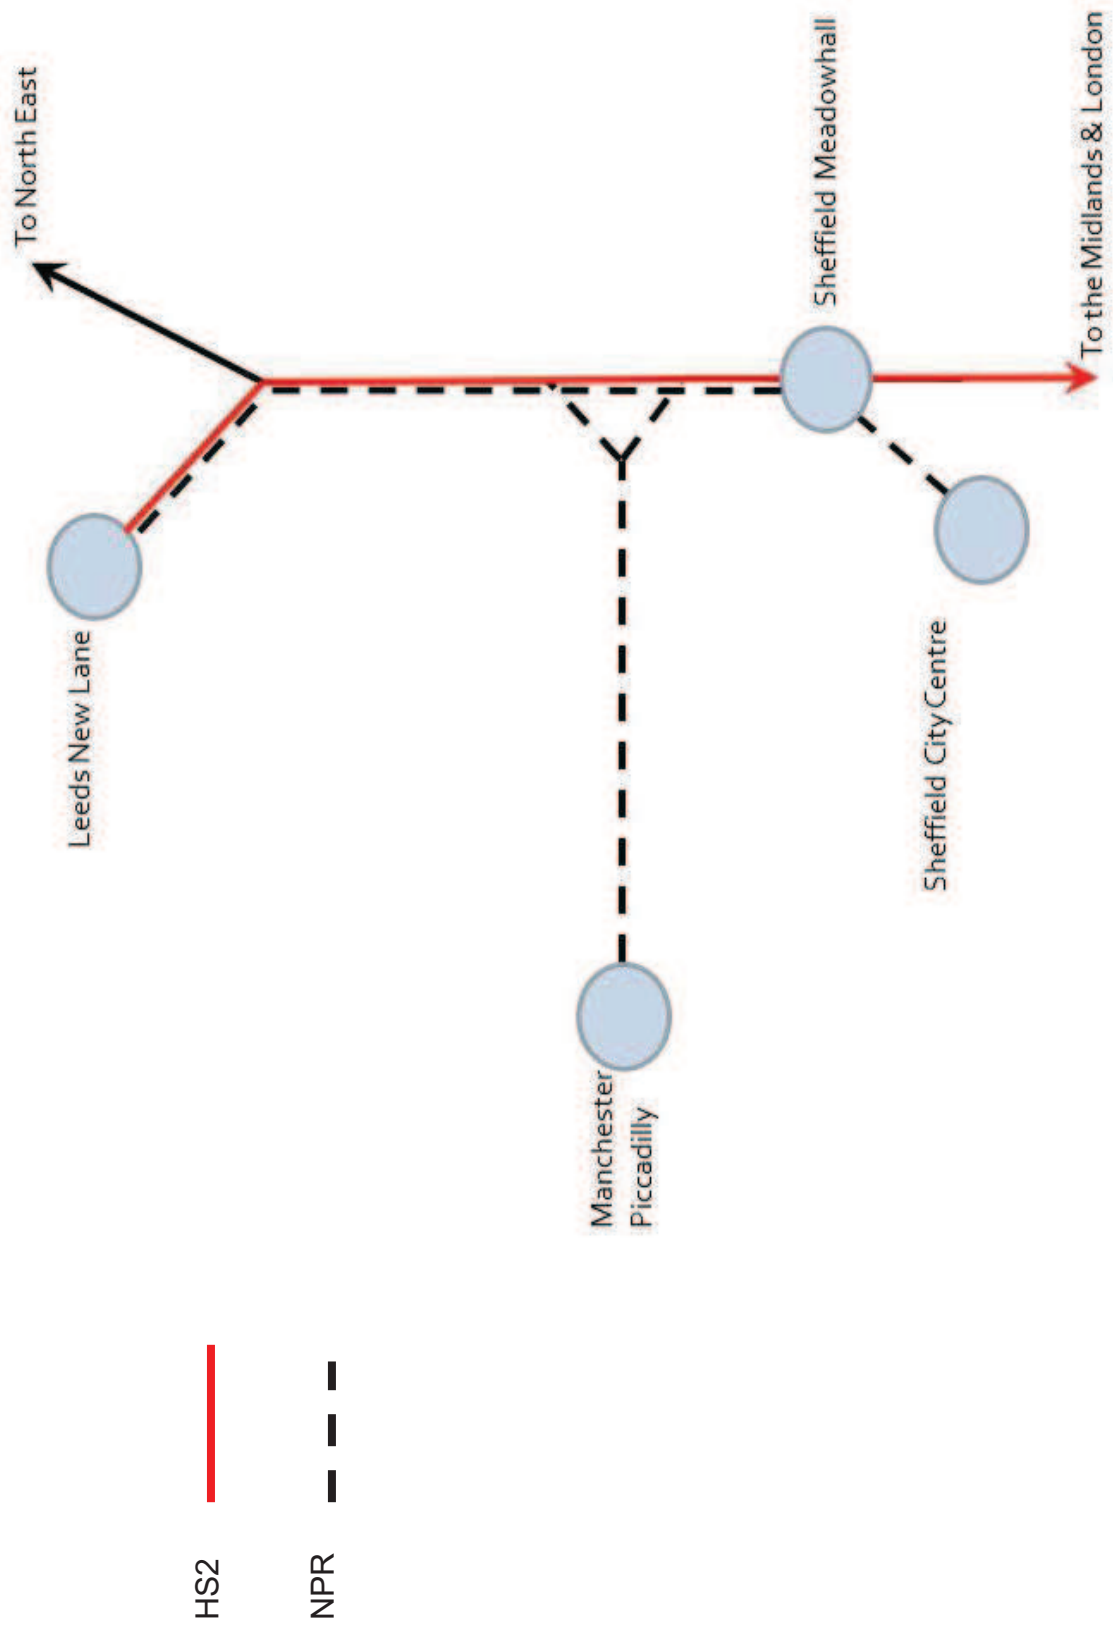 To North East
Leeds New Lane
Sheffield Meadowhall
Manchester
Piccadilly
Sheffield City Centre
To the Midlands & London
HS2
NPR